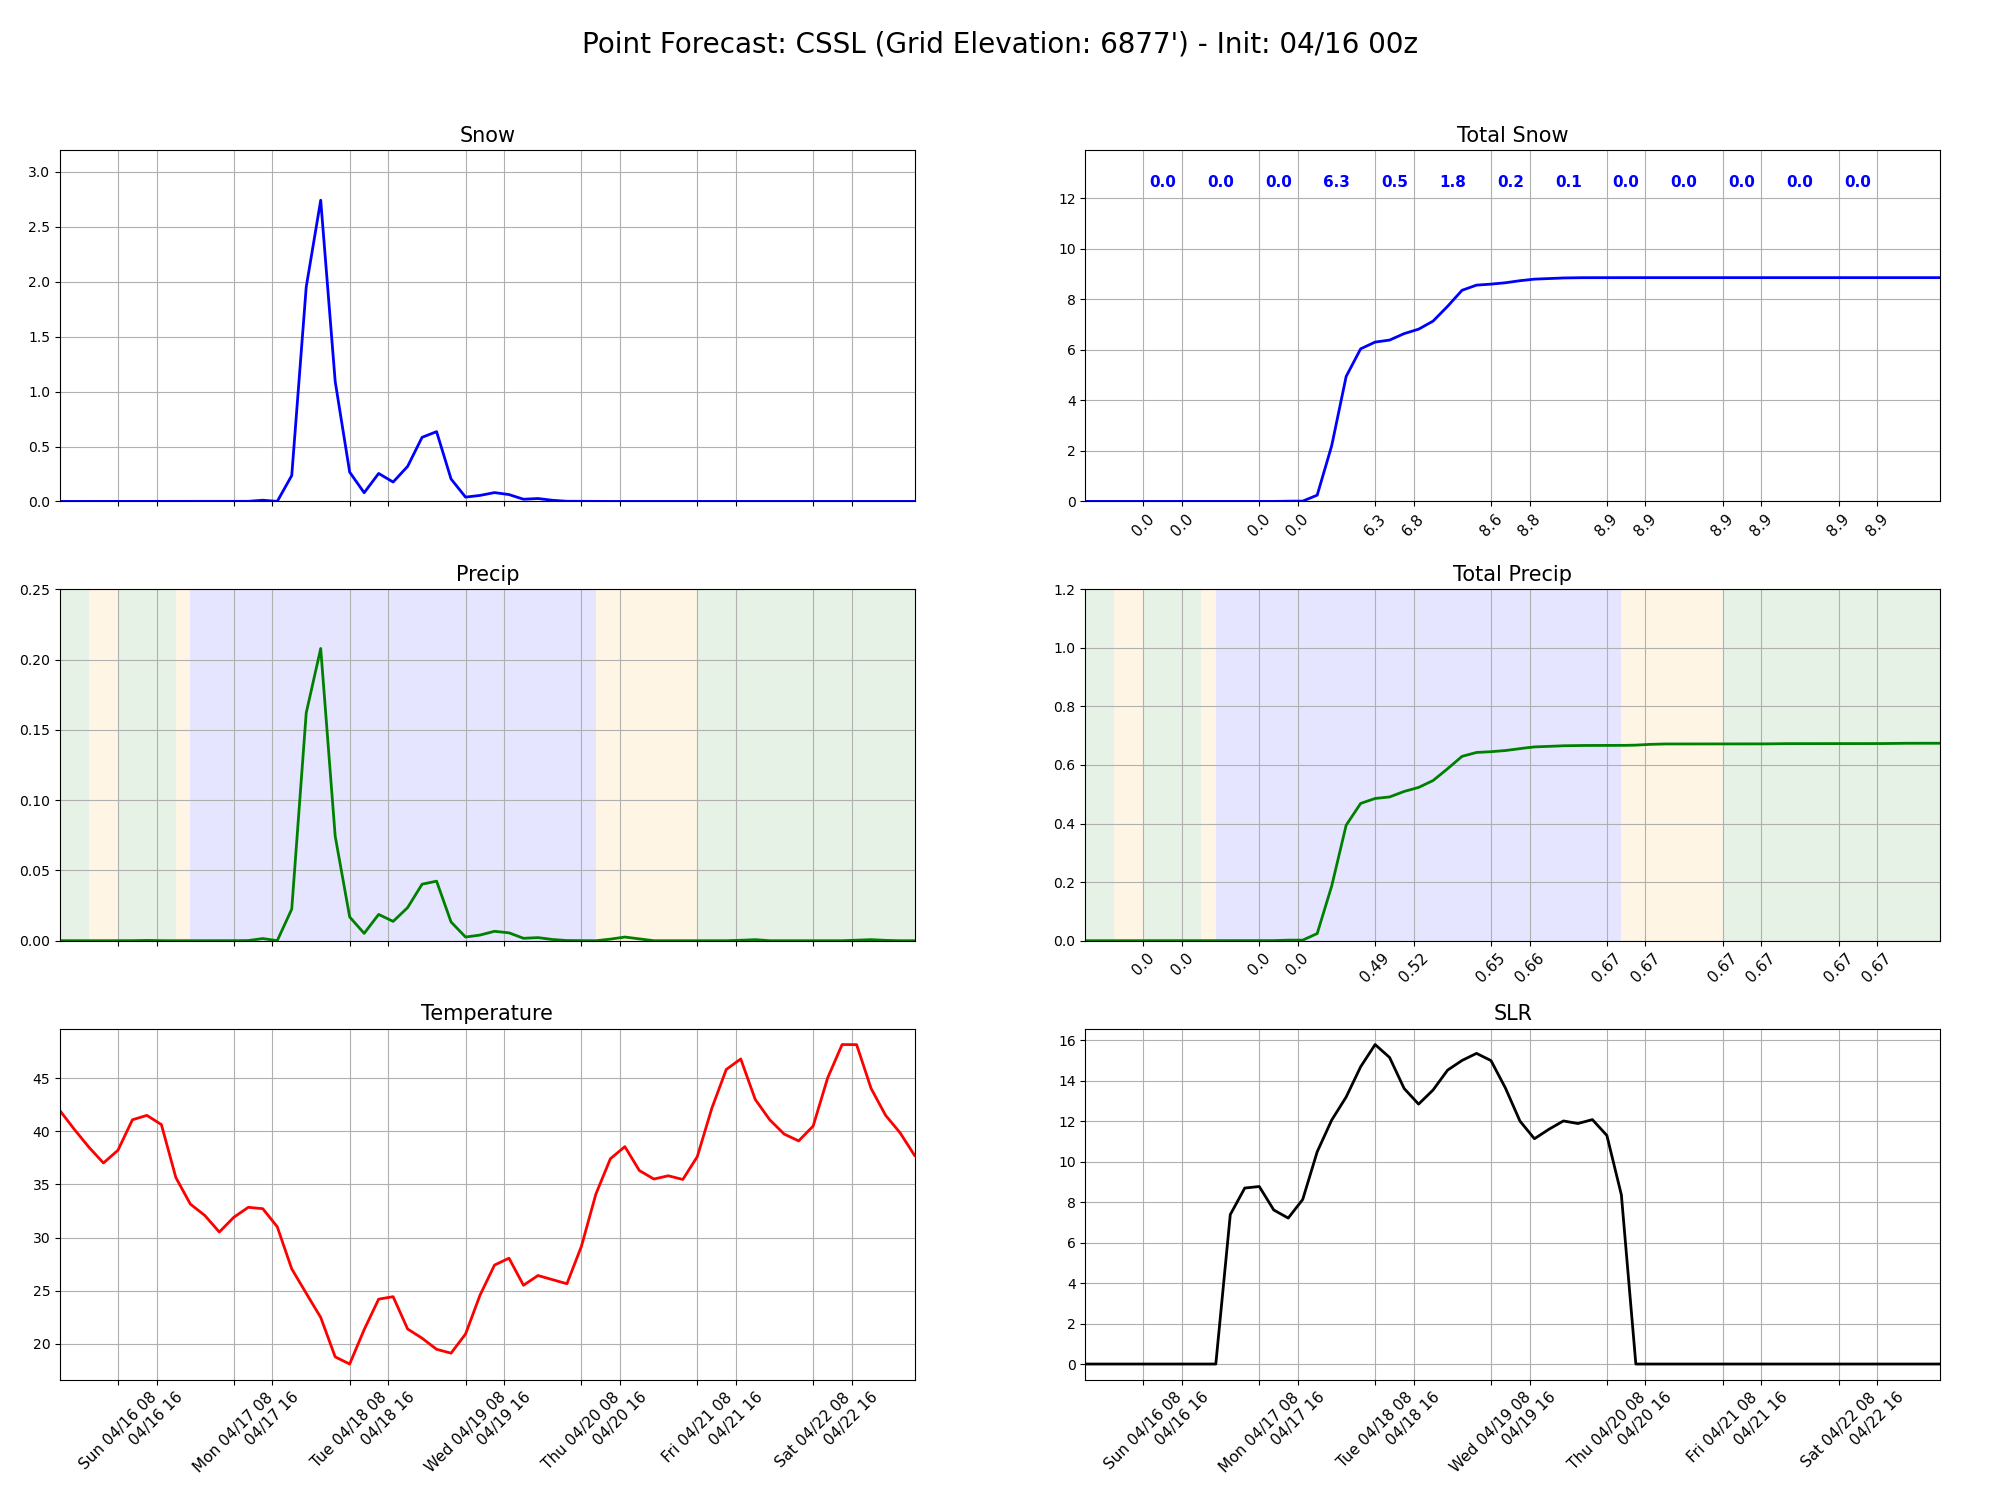 Point Forecast: CSSL (Grid Elevation: 6877') - Init: 04/16 00z
Snow
3.0
2.5
2.0
1.5
1.0
0.5
0.0
Total Snow
0.0 0.0 0.0 6.3 0.5 1.8 0.2 0.1 0.0 0.0 0.0 0.0 0.0
12
10
8
6
4
2
0
0.0 0.0 0.0 0.0 6.3 6.8 8.6 8.8 8.9 8.9 8.9 8.9 8.9 8.9
Precip
0.25
0.20
0.15
0.10
0.05
0.00
Total Precip
1.2
1.0
0.8
0.6
0.4
0.2
0.0
0.0 0.0 0.0 0.0 0.49 0.52 0.65 0.66 0.67 0.67 0.67 0.67 0.67 0.67
Temperature
45
40
35
30
25
20
Sun 04/16 08
04/16 16
Mon 04/17 08
04/17 16
Tue 04/18 08
04/18 16
Wed 04/19 08
04/19 16
Thu 04/20 08
04/20 16
Fri 04/21 08
04/21 16
Sat 04/22 08
04/22 16
SLR
16
14
12
10
8
6
4
2
0
Sun 04/16 08
04/16 16
Mon 04/17 08
04/17 16
Tue 04/18 08
04/18 16
Wed 04/19 08
04/19 16
Thu 04/20 08
04/20 16
Fri 04/21 08
04/21 16
Sat 04/22 08
04/22 16